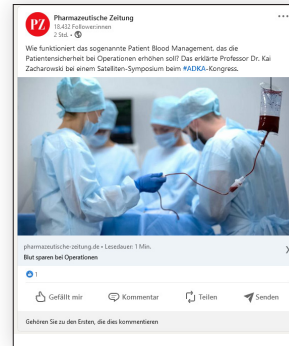 PZ
Pharmazeutische Zeitung
18,432 Follower:innen
2 Std. •
Wie funktioniert das sogenannte Patient Blood Management, das die
Patientensicherheit bei Operationen erhöhen soll? Das erklärte Professor Dr. Kai
Zacharowski bei einem Satelliten-Symposium beim #ADKA-Kongress.
pharmazeutische-zeitung.de • Lesedauer: 1 Min.
Blut sparen bei Operationen
1
Gefällt mir
Kommentar
Teilen
Senden
Gehören Sie zu den Ersten, die dies kommentieren